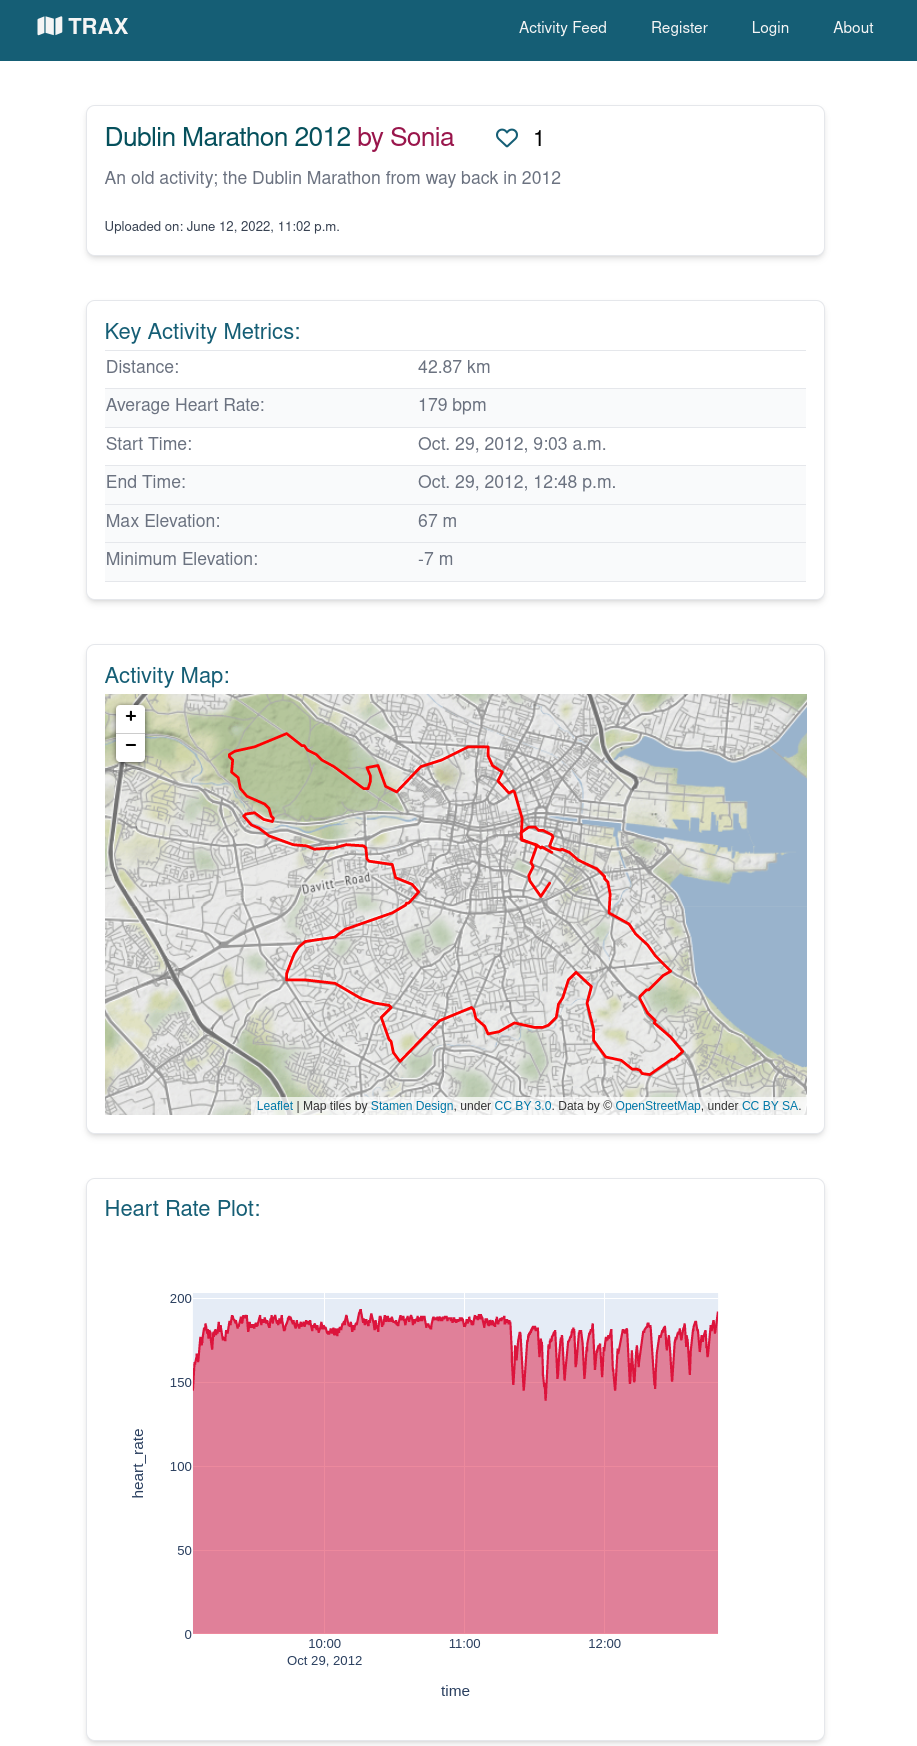 TRAX
Activity Feed Register Login About
Dublin Marathon 2012 by Sonia 1
An old activity; the Dublin Marathon from way back in 2012
Uploaded on: June 12, 2022, 11:02 p.m.
Key Activity Metrics:
Distance: 42.87 km
Average Heart Rate: 179 bpm
Start Time: Oct. 29, 2012, 9:03 a.m.
End Time: Oct. 29, 2012, 12:48 p.m.
Max Elevation: 67 m
Minimum Elevation: -7 m
Activity Map:
+
−
Davitt—Road
Leaflet | Map tiles by Stamen Design, under CC BY 3.0. Data by © OpenStreetMap, under CC BY SA.
Heart Rate Plot:
200
150
100
50
0
heart_rate
10:00 11:00 12:00
Oct 29, 2012
time